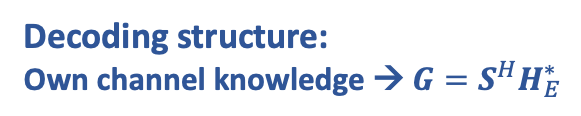 Decoding structure:
Own channel knowledge → G = S^H H_E^*